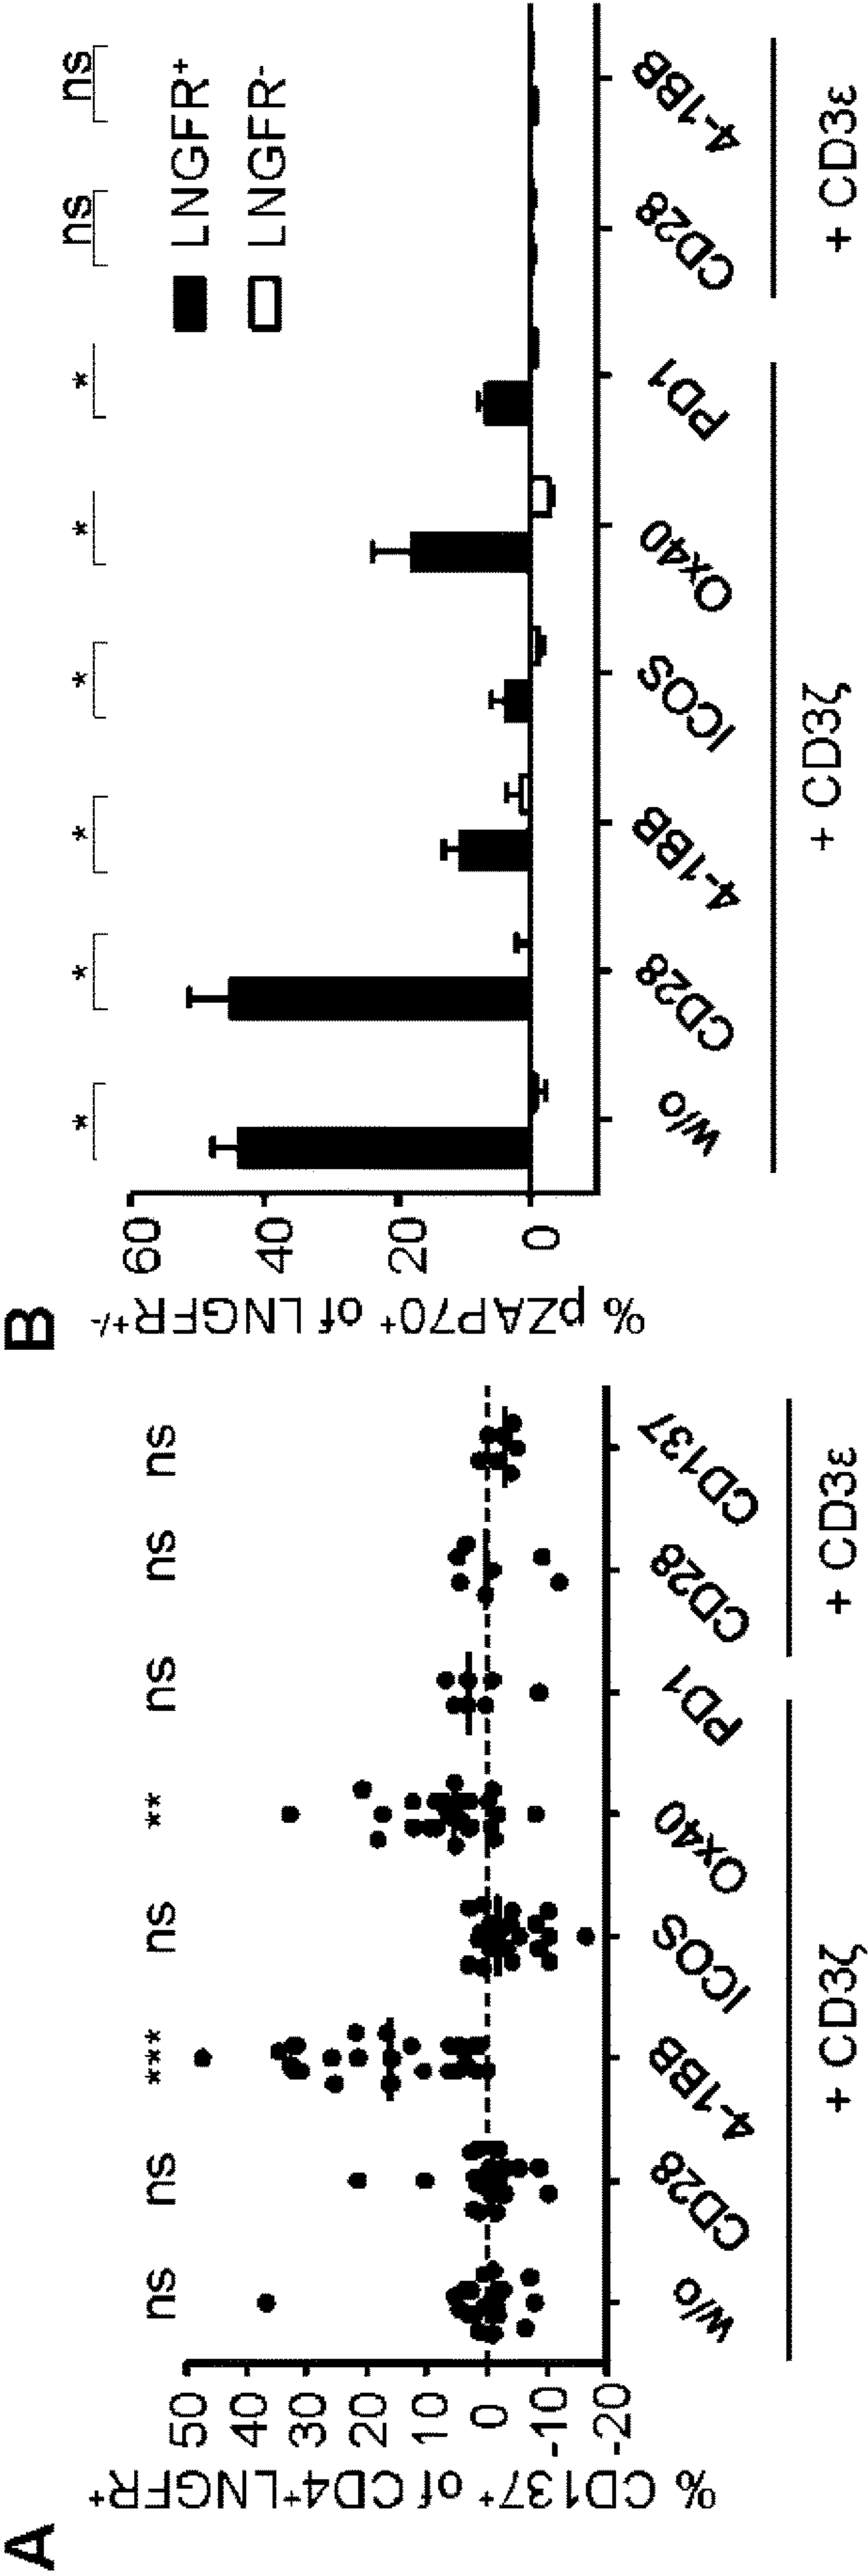 A
% CD137⁺ of CD4⁺LNGFR⁺
50
40
30
20
10
0
-10
-20
ns
ns
***
ns
**
ns
ns
ns
w/o
CD28
4-1BB
ICOS
Ox40
PD1
CD28
CD137
+ CD3ζ
+ CD3ε
B
% pZAP70⁺ of LNGFR⁺/⁻
60
40
20
0
*
*
*
*
*
*
ns
ns
LNGFR⁺
LNGFR⁻
w/o
CD28
4-1BB
ICOS
Ox40
PD1
CD28
4-1BB
+ CD3ζ
+ CD3ε